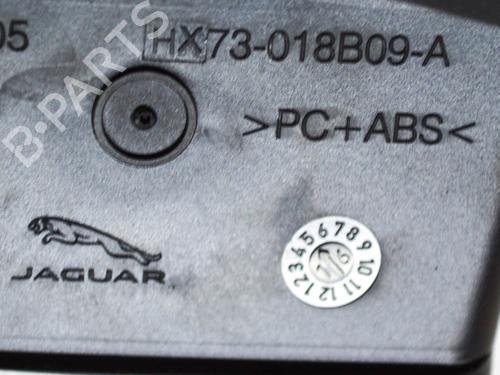 05
HX73-018B09-A
B-PARTS
>PC+ABS<
JAGUAR
1 2 3 4 5 6 7 8 9 10 11 12